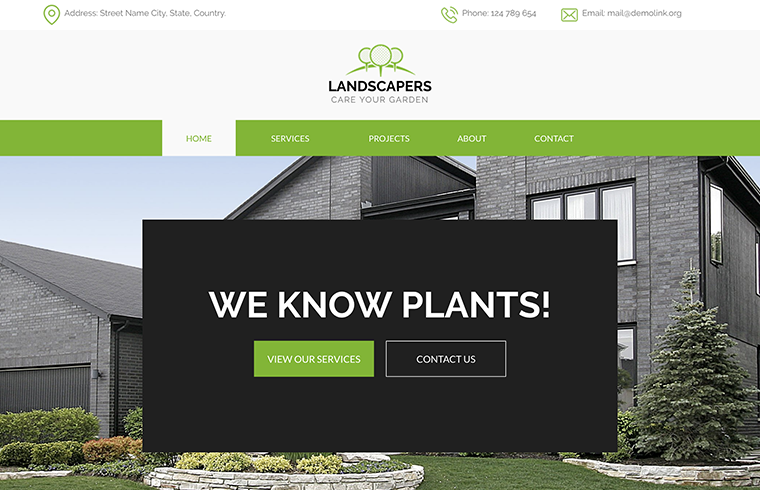 Address: Street Name City, State, Country.
Phone: 124 789 654
Email: mail@demolink.org
LANDSCAPERS
CARE YOUR GARDEN
HOME SERVICES PROJECTS ABOUT CONTACT
WE KNOW PLANTS!
VIEW OUR SERVICES CONTACT US